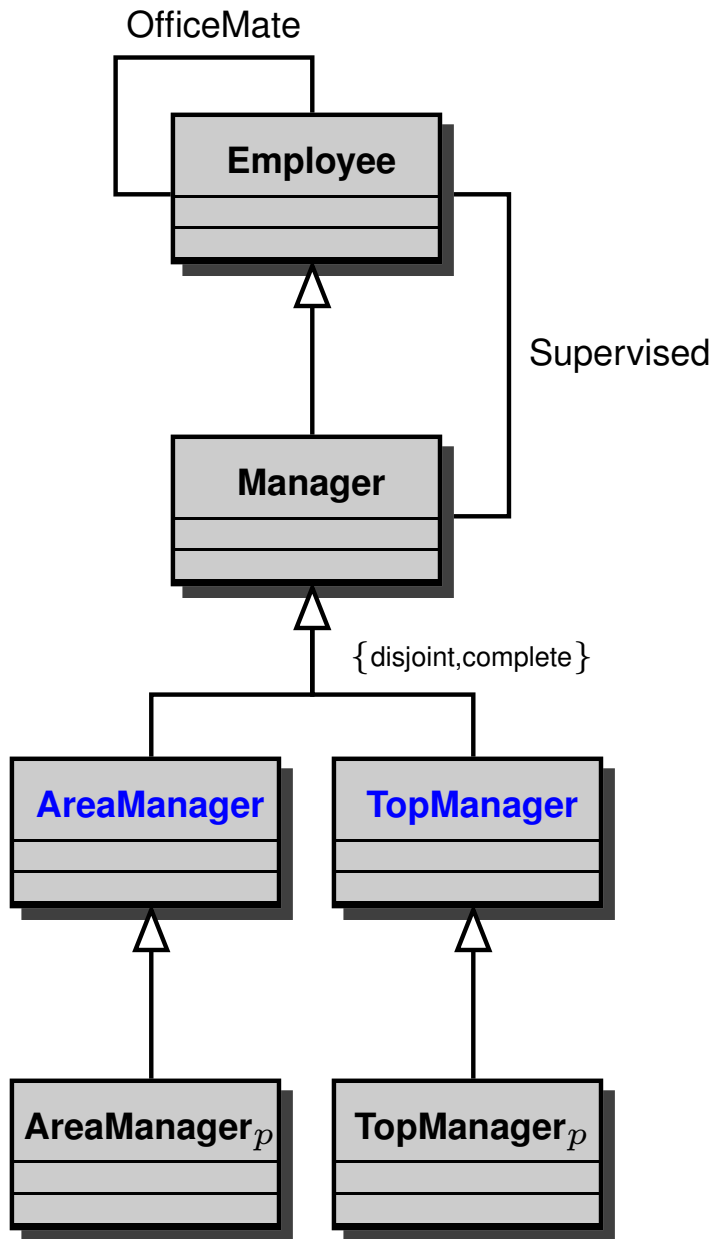 OfficeMate
Employee
Supervised
Manager
{disjoint,complete}
AreaManager TopManager
AreaManagerₚ TopManagerₚ